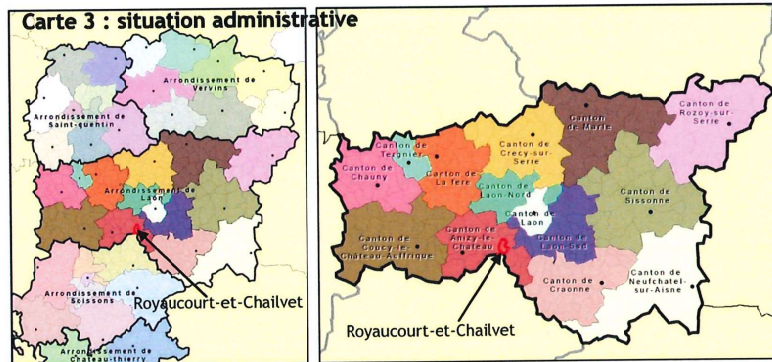 Carte 3 : situation administrative
Arrondissement de
Vervins
Arrondissement de
Saint-quentin
Arrondissement de
Laon
Royaucourt-et-Chailvet
Arrondissement de
Soissons
Arrondissement de
Chateau-thierry
Canton de
Rozoy-sur-
Serre
Canton
de Marle
Canton de
Crecy-sur-
Serre
Canton de
Tergnier
Canton de
Chauny
Canton de
La fere
Canton de
Laon-Nord
Canton de
Sissonne
Canton de
Laon
Canton de
Laon-Sud
Canton de
Anizy-le-
Chateau
Canton de
Coucy-le-
Château-Asffrique
Canton de
Craonne
Canton de
Neufchatel-
sur-Aisne
Royaucourt-et-Chailvet